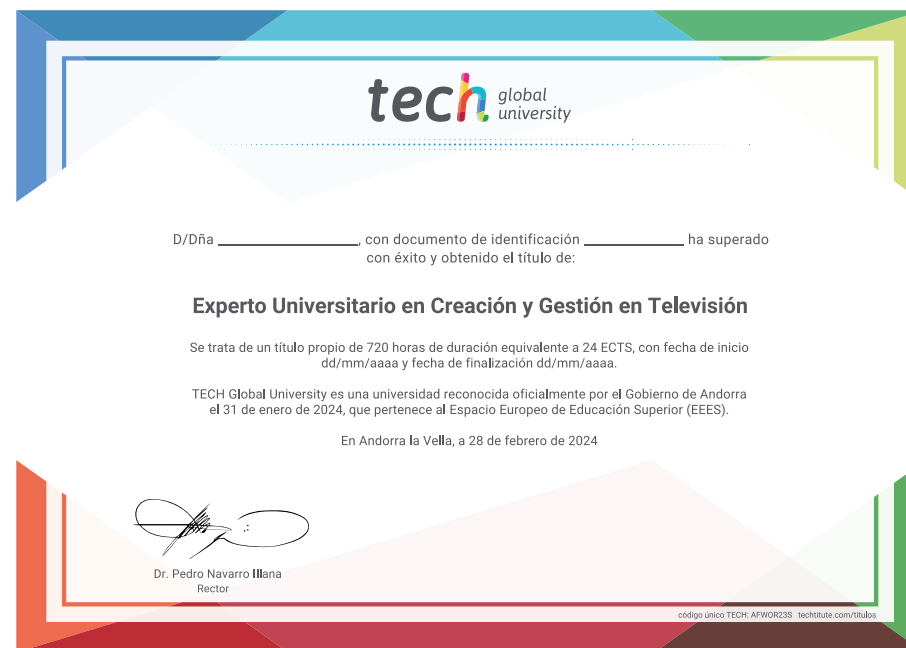 tech global university
D/Dña ________________, con documento de identificación ____________ ha superado
con éxito y obtenido el título de:
Experto Universitario en Creación y Gestión en Televisión
Se trata de un título propio de 720 horas de duración equivalente a 24 ECTS, con fecha de inicio
dd/mm/aaaa y fecha de finalización dd/mm/aaaa.
TECH Global University es una universidad reconocida oficialmente por el Gobierno de Andorra
el 31 de enero de 2024, que pertenece al Espacio Europeo de Educación Superior (EEES).
En Andorra la Vella, a 28 de febrero de 2024
Dr. Pedro Navarro Illana
Rector
código único TECH: AFWOR23S techtitute.com/titulos